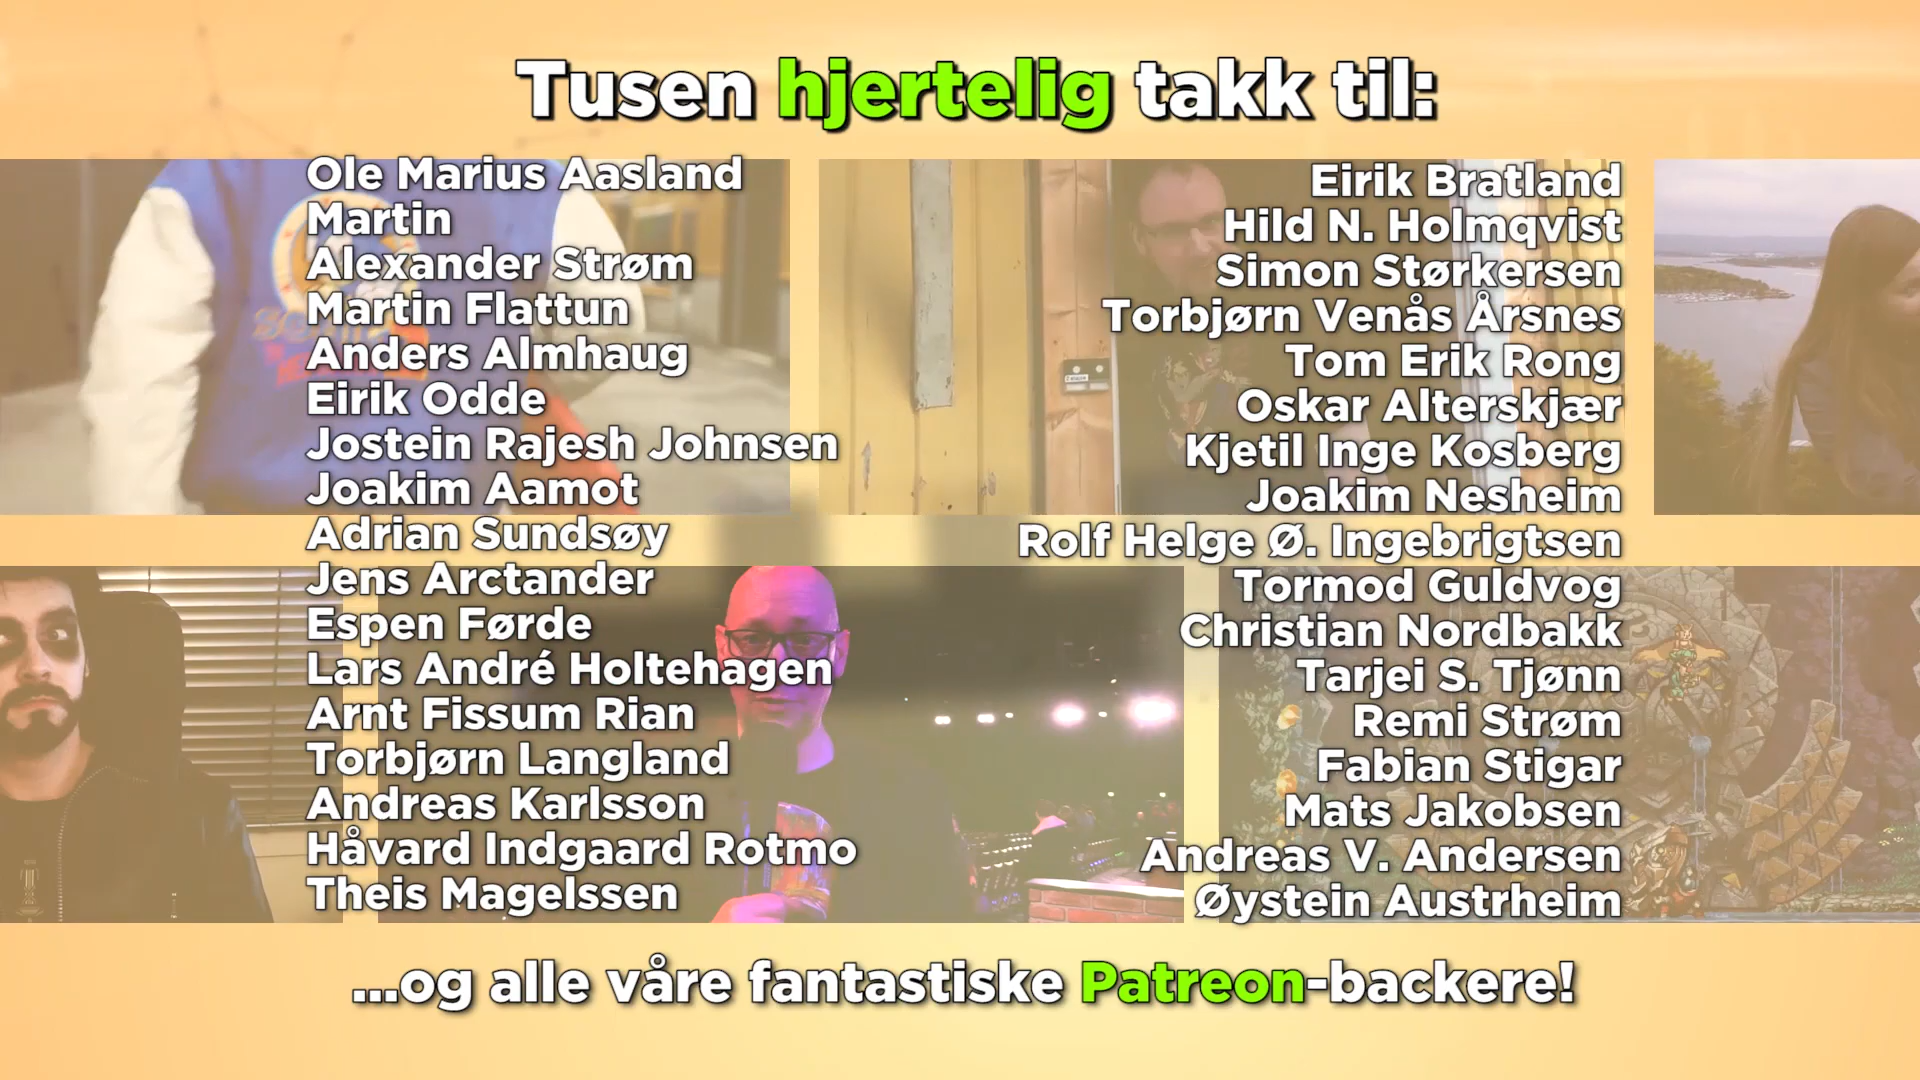 Tusen hjertelig takk til:
Ole Marius Aasland
Martin
Alexander Strøm
Martin Flattun
Anders Almhaug
Eirik Odde
Jostein Rajesh Johnsen
Joakim Aamot
Adrian Sundsøy
Jens Arctander
Espen Førde
Lars André Holtehagen
Arnt Fissum Rian
Torbjørn Langland
Andreas Karlsson
Håvard Indgaard Rotmo
Theis Magelssen
Eirik Bratland
Hild N. Holmqvist
Simon Størkersen
Torbjørn Venås Årsnes
Tom Erik Rong
Oskar Alterskjær
Kjetil Inge Kosberg
Joakim Nesheim
Rolf Helge Ø. Ingebrigtsen
Tormod Guldvog
Christian Nordbakk
Tarjei S. Tjønn
Remi Strøm
Fabian Stigar
Mats Jakobsen
Andreas V. Andersen
Øystein Austrheim
...og alle våre fantastiske Patreon-backere!